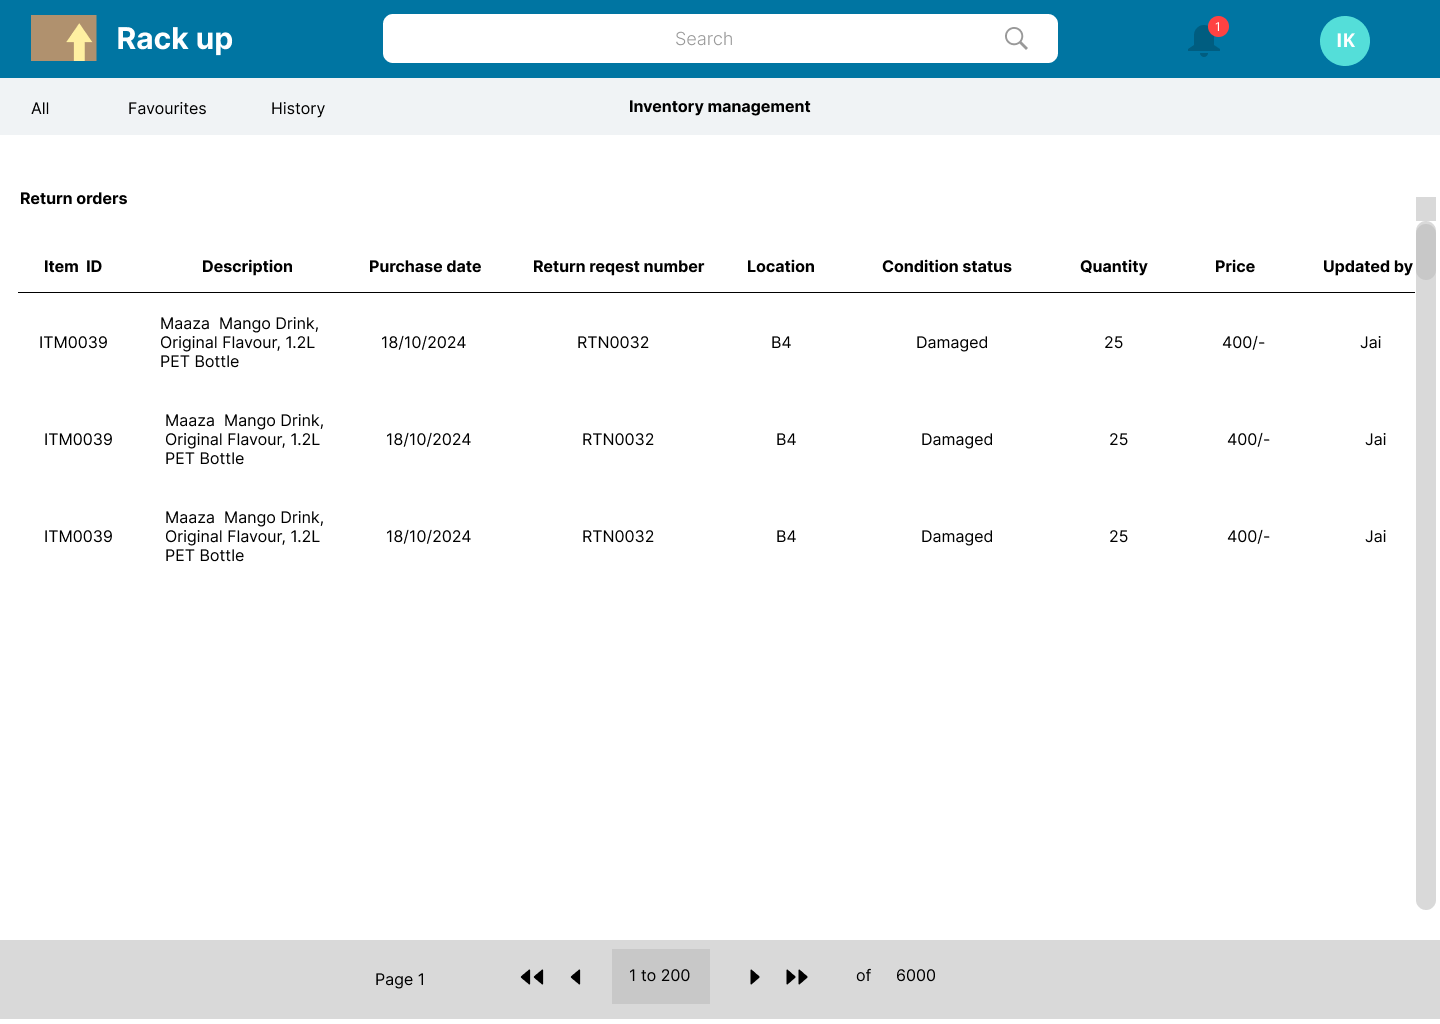 Rack up
Search
1
IK
All Favourites History Inventory management
Return orders
Item  ID Description Purchase date Return reqest number Location Condition status Quantity Price Updated by
Maaza  Mango Drink,
ITM0039 Original Flavour, 1.2L 18/10/2024 RTN0032 B4 Damaged 25 400/- Jai
PET Bottle
Maaza  Mango Drink,
ITM0039 Original Flavour, 1.2L 18/10/2024 RTN0032 B4 Damaged 25 400/- Jai
PET Bottle
Maaza  Mango Drink,
ITM0039 Original Flavour, 1.2L 18/10/2024 RTN0032 B4 Damaged 25 400/- Jai
PET Bottle
Page 1 1 to 200 of 6000